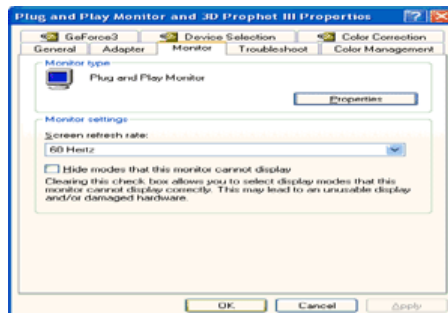 Plug and Play Monitor and 3D Prophet III Properties
GeForce3 Device Selection Color Correction
General Adapter Monitor Troubleshoot Color Management
Monitor type
Plug and Play Monitor
Properties
Monitor settings
Screen refresh rate:
60 Hertz
Hide modes that this monitor cannot display
Clearing this check box allows you to select display modes that this
monitor cannot display correctly. This may lead to an unusable display
and/or damaged hardware.
OK Cancel Apply